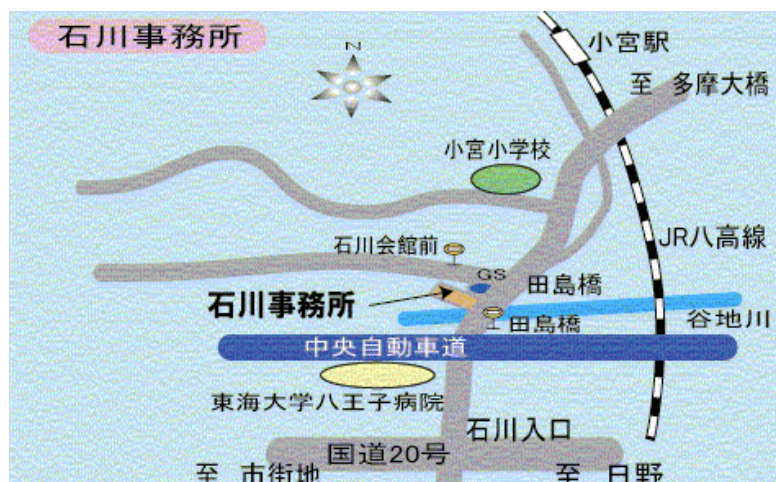 石川事務所
N
小宮駅
至 多摩大橋
小宮小学校
石川会館前
JR八高線
GS
田島橋
石川事務所
田島橋
谷地川
中央自動車道
東海大学八王子病院
石川入口
国道20号
至 市街地
至 日野